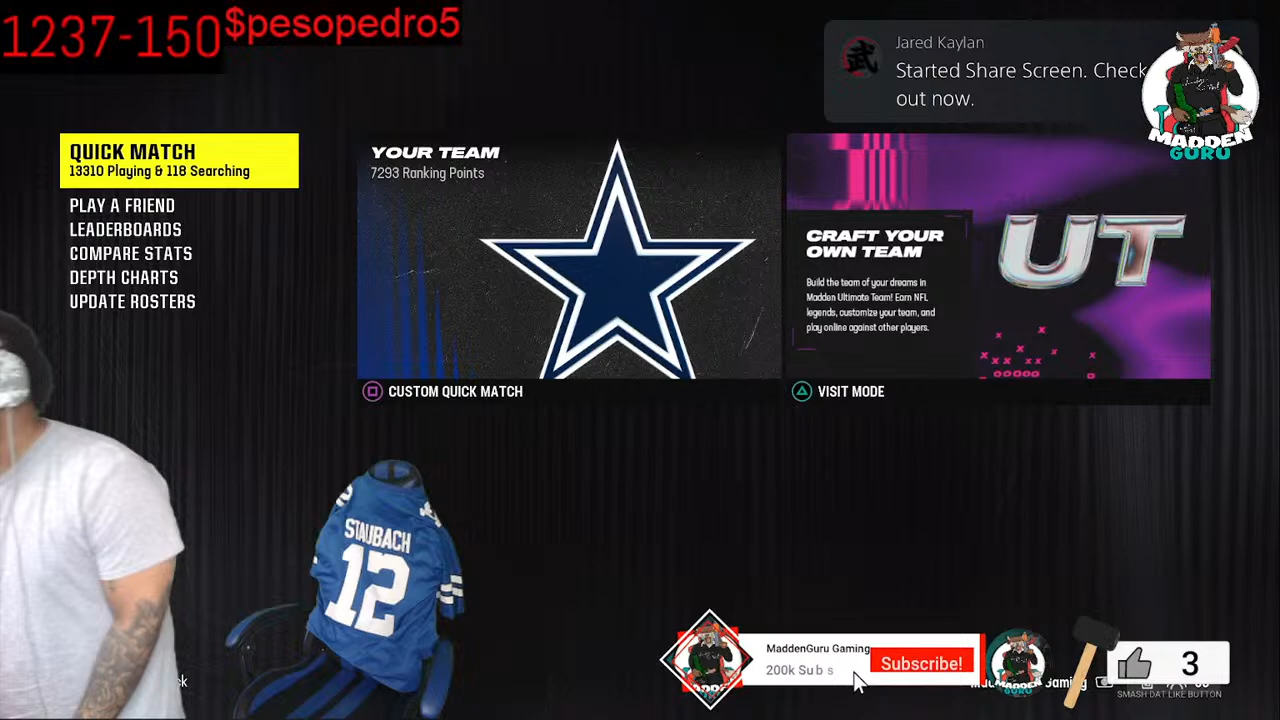 1237-150
$pesopedro5
Jared Kaylan
Started Share Screen. Check
out now.
武
MADDEN
GURU
QUICK MATCH
13310 Playing & 118 Searching
PLAY A FRIEND
LEADERBOARDS
COMPARE STATS
DEPTH CHARTS
UPDATE ROSTERS
YOUR TEAM
7293 Ranking Points
CUSTOM QUICK MATCH
CRAFT YOUR
OWN TEAM
Build the team of your dreams in
Madden Ultimate Team! Earn NFL
legends, customize your team, and
play online against other players.
UT
VISIT MODE
STAUBACH
12
MaddenGuru Gaming
200k Subs
Subscribe!
3
SMASH DAT LIKE BUTTON